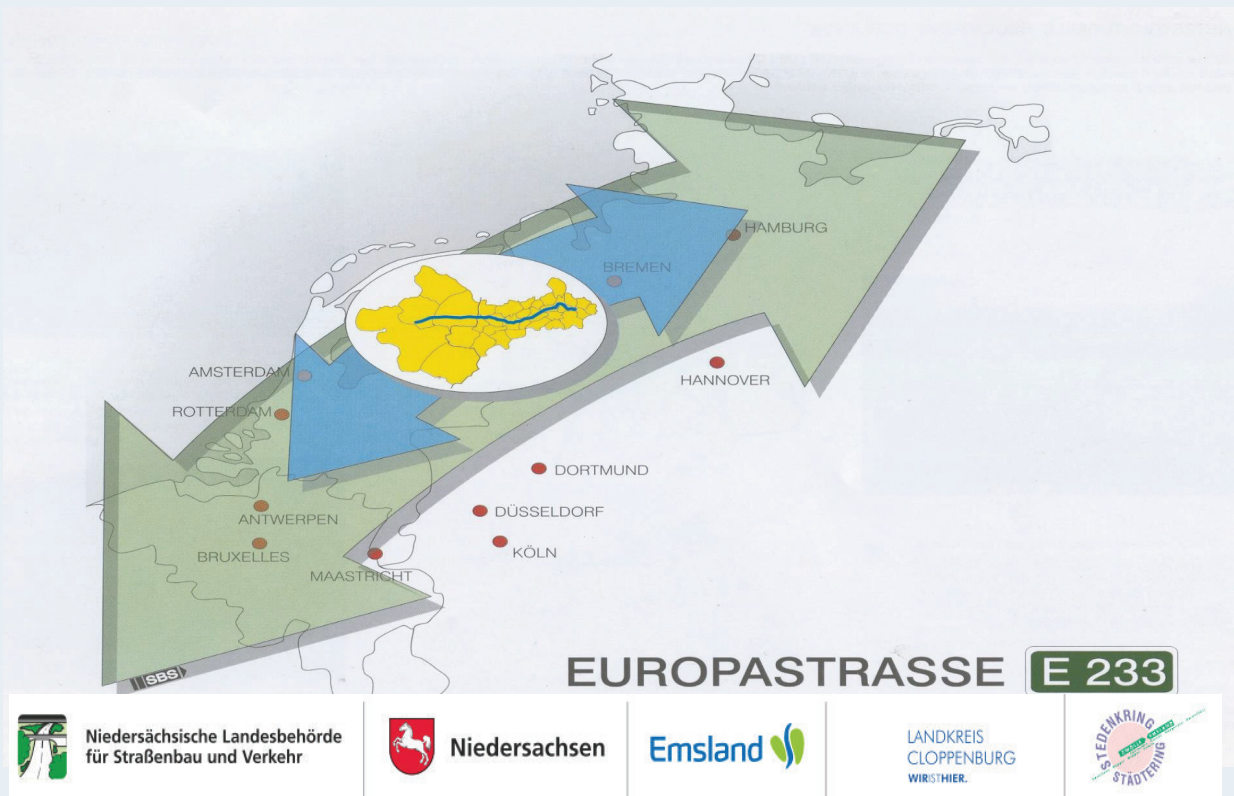 HAMBURG
BREMEN
AMSTERDAM
HANNOVER
ROTTERDAM
DORTMUND
DÜSSELDORF
ANTWERPEN
KÖLN
BRUXELLES
MAASTRICHT
SBS
EUROPASTRASSE E 233
Niedersächsische Landesbehörde
für Straßenbau und Verkehr
Niedersachsen
Emsland
LANDKREIS
CLOPPENBURG
WIRISTHIER.
STEDENKRING
STÄDTERING